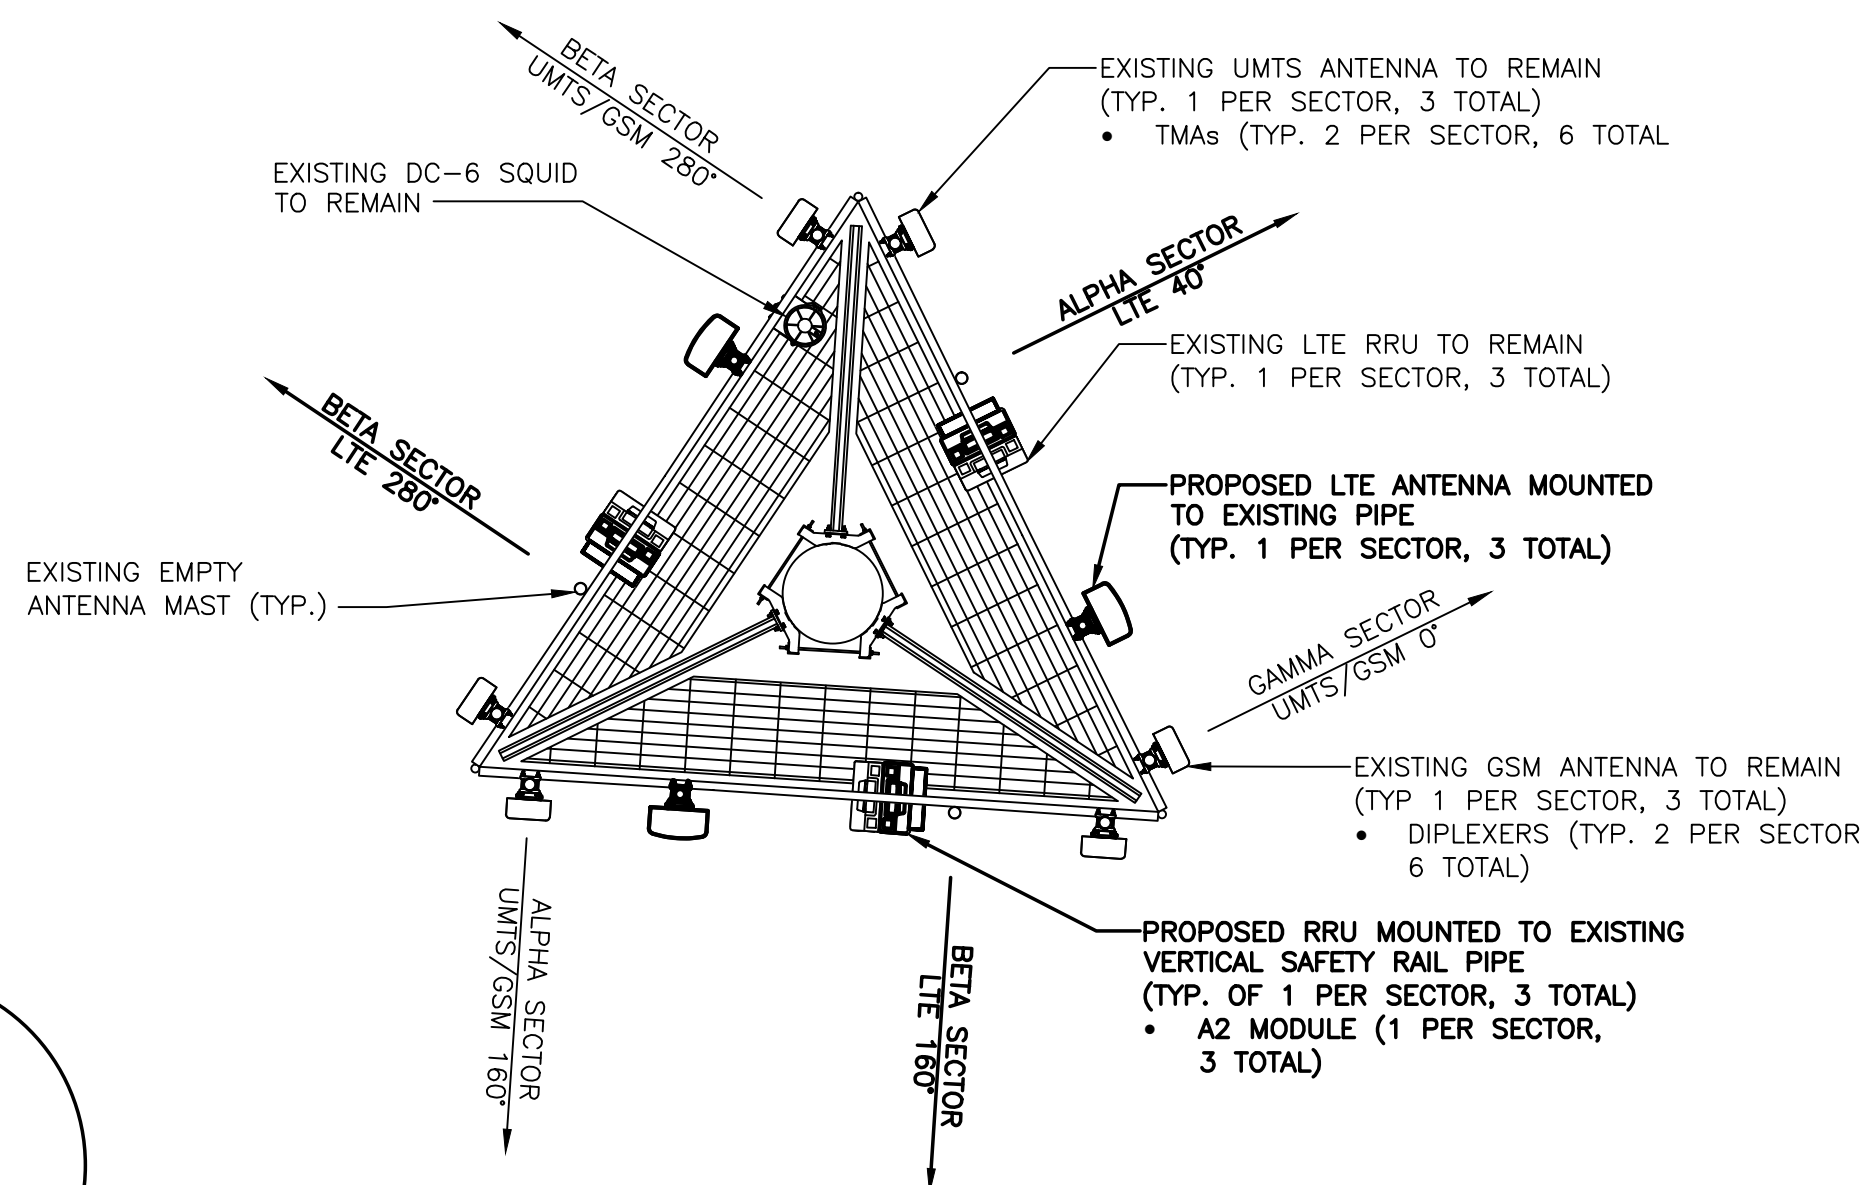 BETA SECTOR
UMTS/GSM 280°
EXISTING UMTS ANTENNA TO REMAIN
(TYP. 1 PER SECTOR, 3 TOTAL)
• TMAs (TYP. 2 PER SECTOR, 6 TOTAL
EXISTING DC-6 SQUID
TO REMAIN
ALPHA SECTOR
LTE 40°
EXISTING LTE RRU TO REMAIN
(TYP. 1 PER SECTOR, 3 TOTAL)
BETA SECTOR
LTE 280°
PROPOSED LTE ANTENNA MOUNTED
TO EXISTING PIPE
(TYP. 1 PER SECTOR, 3 TOTAL)
EXISTING EMPTY
ANTENNA MAST (TYP.)
GAMMA SECTOR
UMTS/GSM 0°
EXISTING GSM ANTENNA TO REMAIN
(TYP 1 PER SECTOR, 3 TOTAL)
• DIPLEXERS (TYP. 2 PER SECTOR
6 TOTAL)
ALPHA SECTOR
UMTS/GSM 160°
BETA SECTOR
LTE 160°
PROPOSED RRU MOUNTED TO EXISTING
VERTICAL SAFETY RAIL PIPE
(TYP. OF 1 PER SECTOR, 3 TOTAL)
• A2 MODULE (1 PER SECTOR,
3 TOTAL)